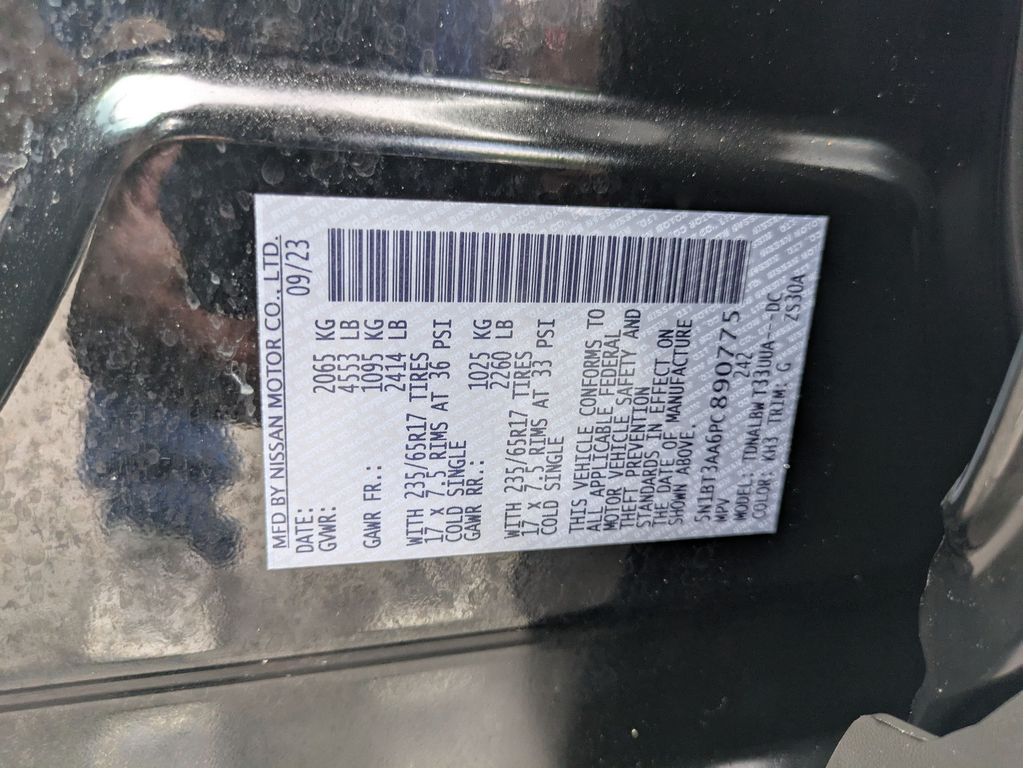 MFD BY NISSAN MOTOR CO., LTD.
DATE: 09/23
GVWR: 2065 KG
4553 LB
GAWR FR.: 1095 KG
2414 LB
WITH 235/65R17 TIRES
17 X 7.5 RIMS AT 36 PSI
COLD SINGLE
GAWR RR.: 1025 KG
2260 LB
WITH 235/65R17 TIRES
17 X 7.5 RIMS AT 33 PSI
COLD SINGLE
THIS VEHICLE CONFORMS TO
ALL APPLICABLE FEDERAL
MOTOR VEHICLE SAFETY AND
THEFT PREVENTION
STANDARDS IN EFFECT ON
THE DATE OF MANUFACTURE
SHOWN ABOVE.
5N1BT3AA6PC890775
MPV 242
MODEL: TDNALBWT33UUA-DC
COLOR: KH3 TRIM: G ZS30A